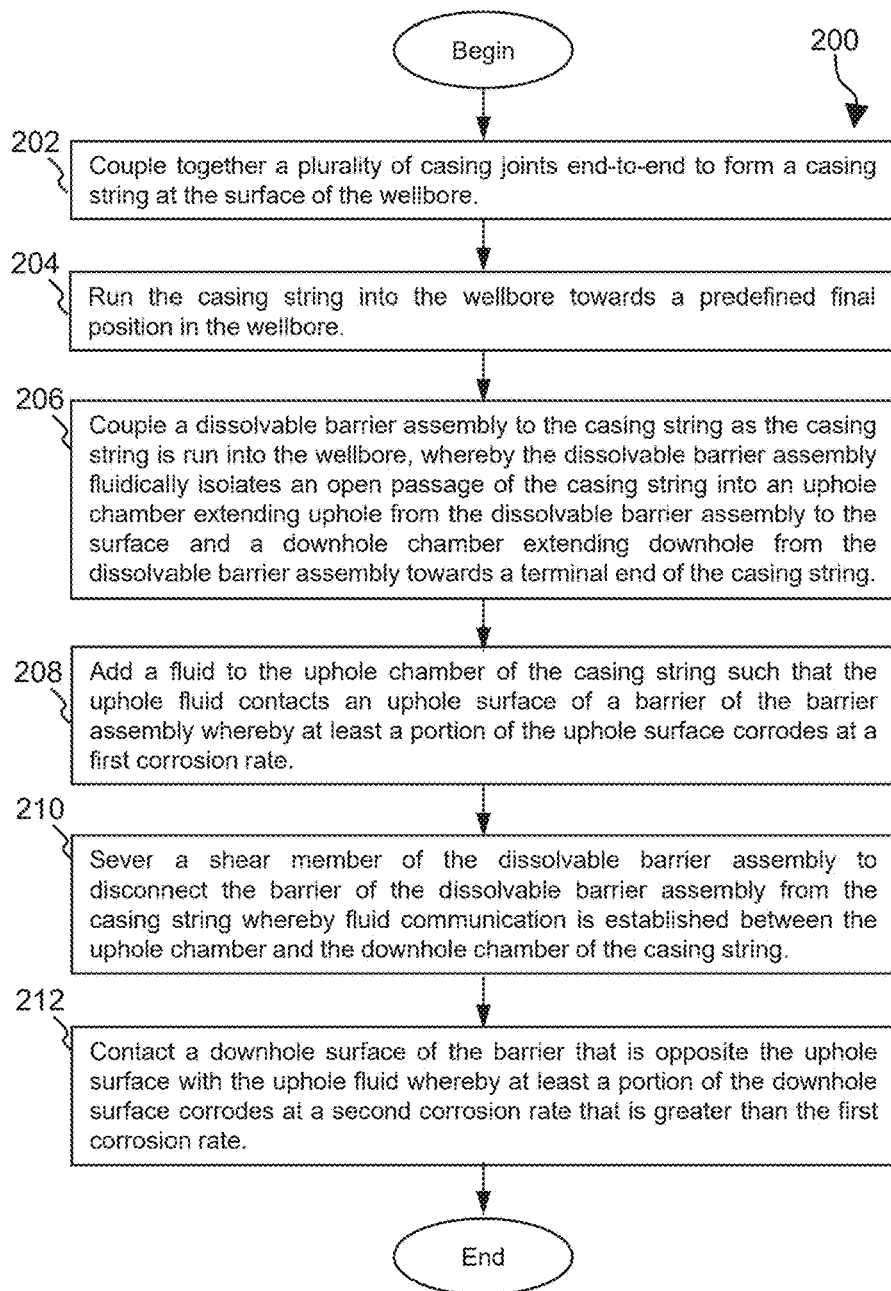 Begin
200
202
Couple together a plurality of casing joints end-to-end to form a casing
string at the surface of the wellbore.
204
Run the casing string into the wellbore towards a predefined final
position in the wellbore.
206
Couple a dissolvable barrier assembly to the casing string as the casing
string is run into the wellbore, whereby the dissolvable barrier assembly
fluidically isolates an open passage of the casing string into an uphole
chamber extending uphole from the dissolvable barrier assembly to the
surface and a downhole chamber extending downhole from the
dissolvable barrier assembly towards a terminal end of the casing string.
208
Add a fluid to the uphole chamber of the casing string such that the
uphole fluid contacts an uphole surface of a barrier of the barrier
assembly whereby at least a portion of the uphole surface corrodes at a
first corrosion rate.
210
Sever a shear member of the dissolvable barrier assembly to
disconnect the barrier of the dissolvable barrier assembly from the
casing string whereby fluid communication is established between the
uphole chamber and the downhole chamber of the casing string.
212
Contact a downhole surface of the barrier that is opposite the uphole
surface with the uphole fluid whereby at least a portion of the downhole
surface corrodes at a second corrosion rate that is greater than the first
corrosion rate.
End